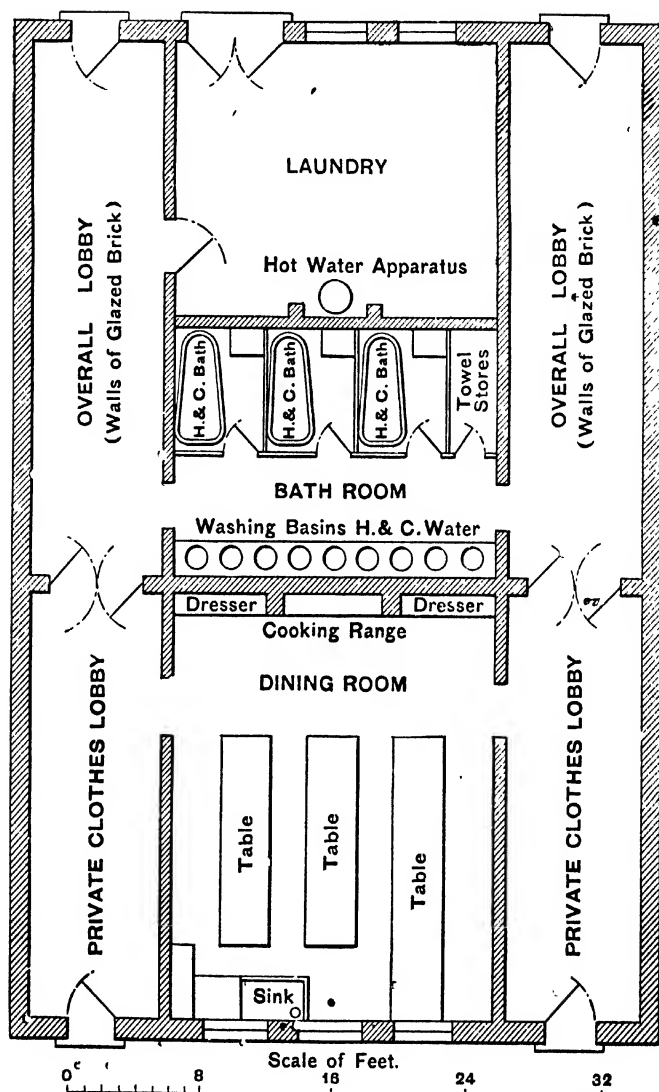 LAUNDRY
OVERALL LOBBY
(Walls of Glazed Brick)
Hot Water Apparatus
OVERALL LOBBY
(Walls of Glazed Brick)
H. & C. Bath
H. & C. Bath
H. & C. Bath
Towel
Stores
BATH ROOM
Washing Basins H. & C. Water
Dresser
Dresser
Cooking Range
DINING ROOM
PRIVATE CLOTHES LOBBY
Table
Table
Table
PRIVATE CLOTHES LOBBY
Sink
Scale of Feet.
0 8 16 24 32